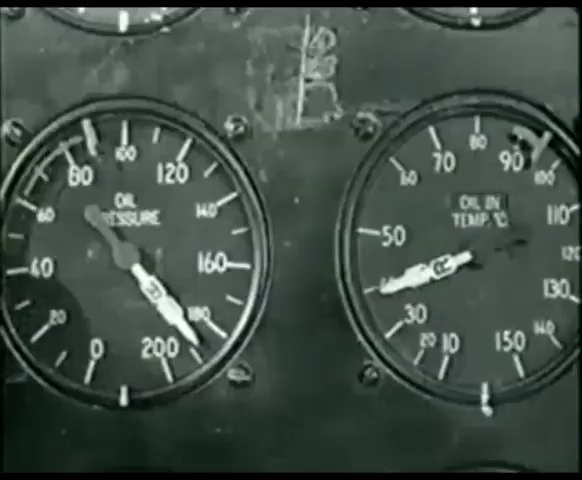 80 100 120
60 140
40 160
20 180
0 200
OIL
PRESSURE
R
70 80 90
60 100
50 110
120
30 130
20 10 150 140
OIL IN
TEMP. °C
R